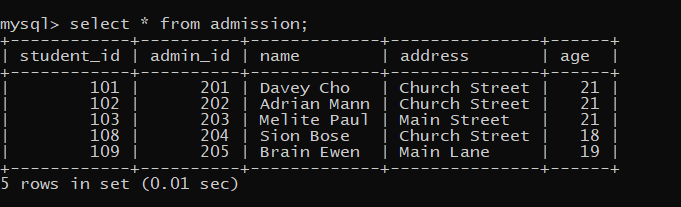 mysql> select * from admission;
+------------+----------+--------------+---------------+------+
| student_id | admin_id | name         | address       | age  |
+------------+----------+--------------+---------------+------+
|        101 |      201 | Davey Cho    | Church Street |   21 |
|        102 |      202 | Adrian Mann  | Church Street |   21 |
|        103 |      203 | Melite Paul  | Main Street   |   21 |
|        108 |      204 | Sion Bose    | Church Street |   18 |
|        109 |      205 | Brain Ewen   | Main Lane     |   19 |
+------------+----------+--------------+---------------+------+
5 rows in set (0.01 sec)